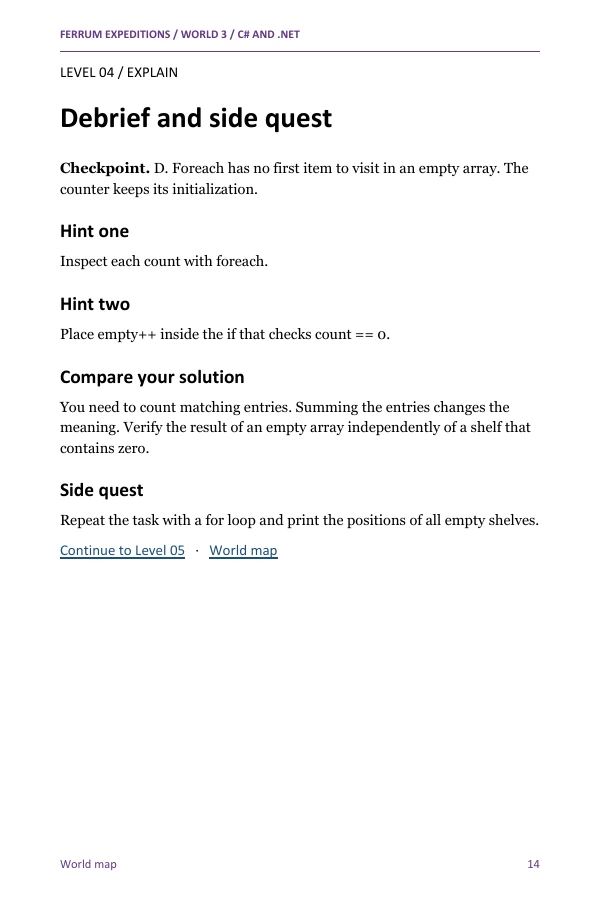 FERRUM EXPEDITIONS / WORLD 3 / C# AND .NET
LEVEL 04 / EXPLAIN
Debrief and side quest
Checkpoint. D. Foreach has no first item to visit in an empty array. The
counter keeps its initialization.
Hint one
Inspect each count with foreach.
Hint two
Place empty++ inside the if that checks count == 0.
Compare your solution
You need to count matching entries. Summing the entries changes the
meaning. Verify the result of an empty array independently of a shelf that
contains zero.
Side quest
Repeat the task with a for loop and print the positions of all empty shelves.
Continue to Level 05 · World map
World map 14